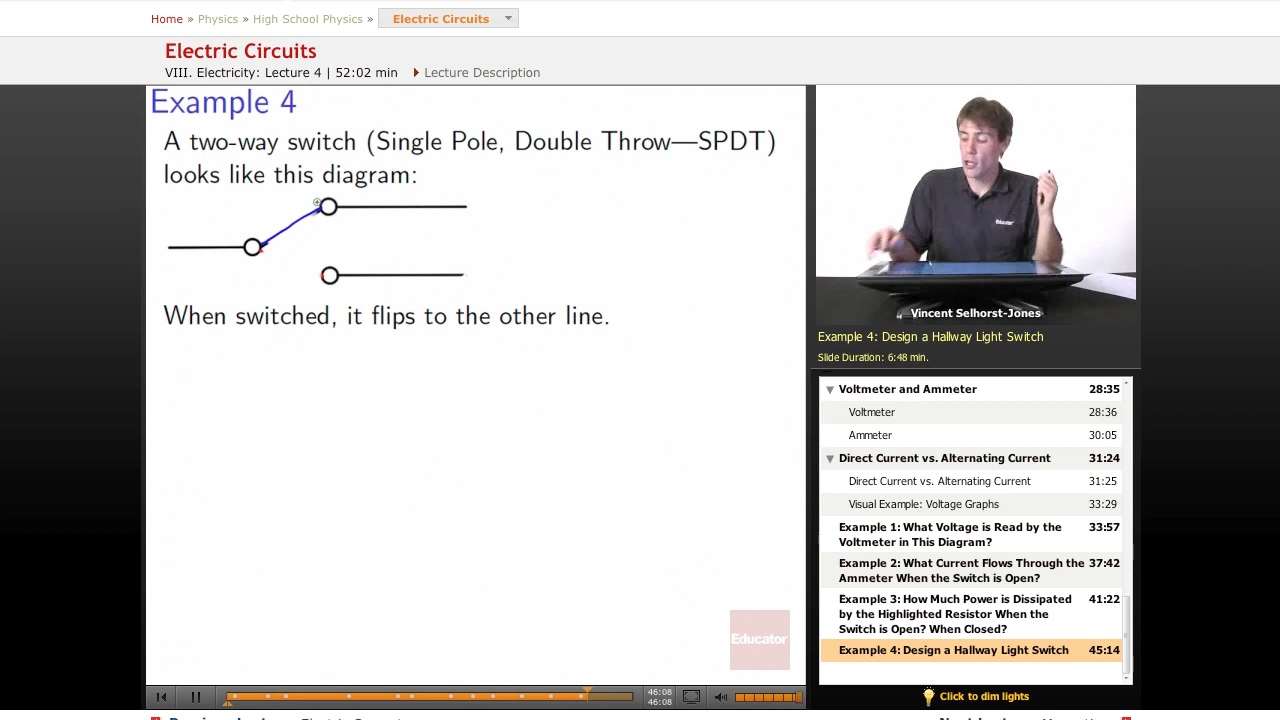 Home » Physics » High School Physics » Electric Circuits
Electric Circuits
VIII. Electricity: Lecture 4 | 52:02 min Lecture Description
Example 4
A two-way switch (Single Pole, Double Throw—SPDT)
looks like this diagram:
When switched, it flips to the other line.
Educator
Educator
Vincent Selhorst-Jones
Example 4: Design a Hallway Light Switch
Slide Duration: 6:48 min.
Voltmeter and Ammeter 28:35
Voltmeter 28:36
Ammeter 30:05
Direct Current vs. Alternating Current 31:24
Direct Current vs. Alternating Current 31:25
Visual Example: Voltage Graphs 33:29
Example 1: What Voltage is Read by the 33:57
Voltmeter in This Diagram?
Example 2: What Current Flows Through the 37:42
Ammeter When the Switch is Open?
Example 3: How Much Power is Dissipated 41:22
by the Highlighted Resistor When the
Switch is Open? When Closed?
Example 4: Design a Hallway Light Switch 45:14
46:08
46:08
Click to dim lights